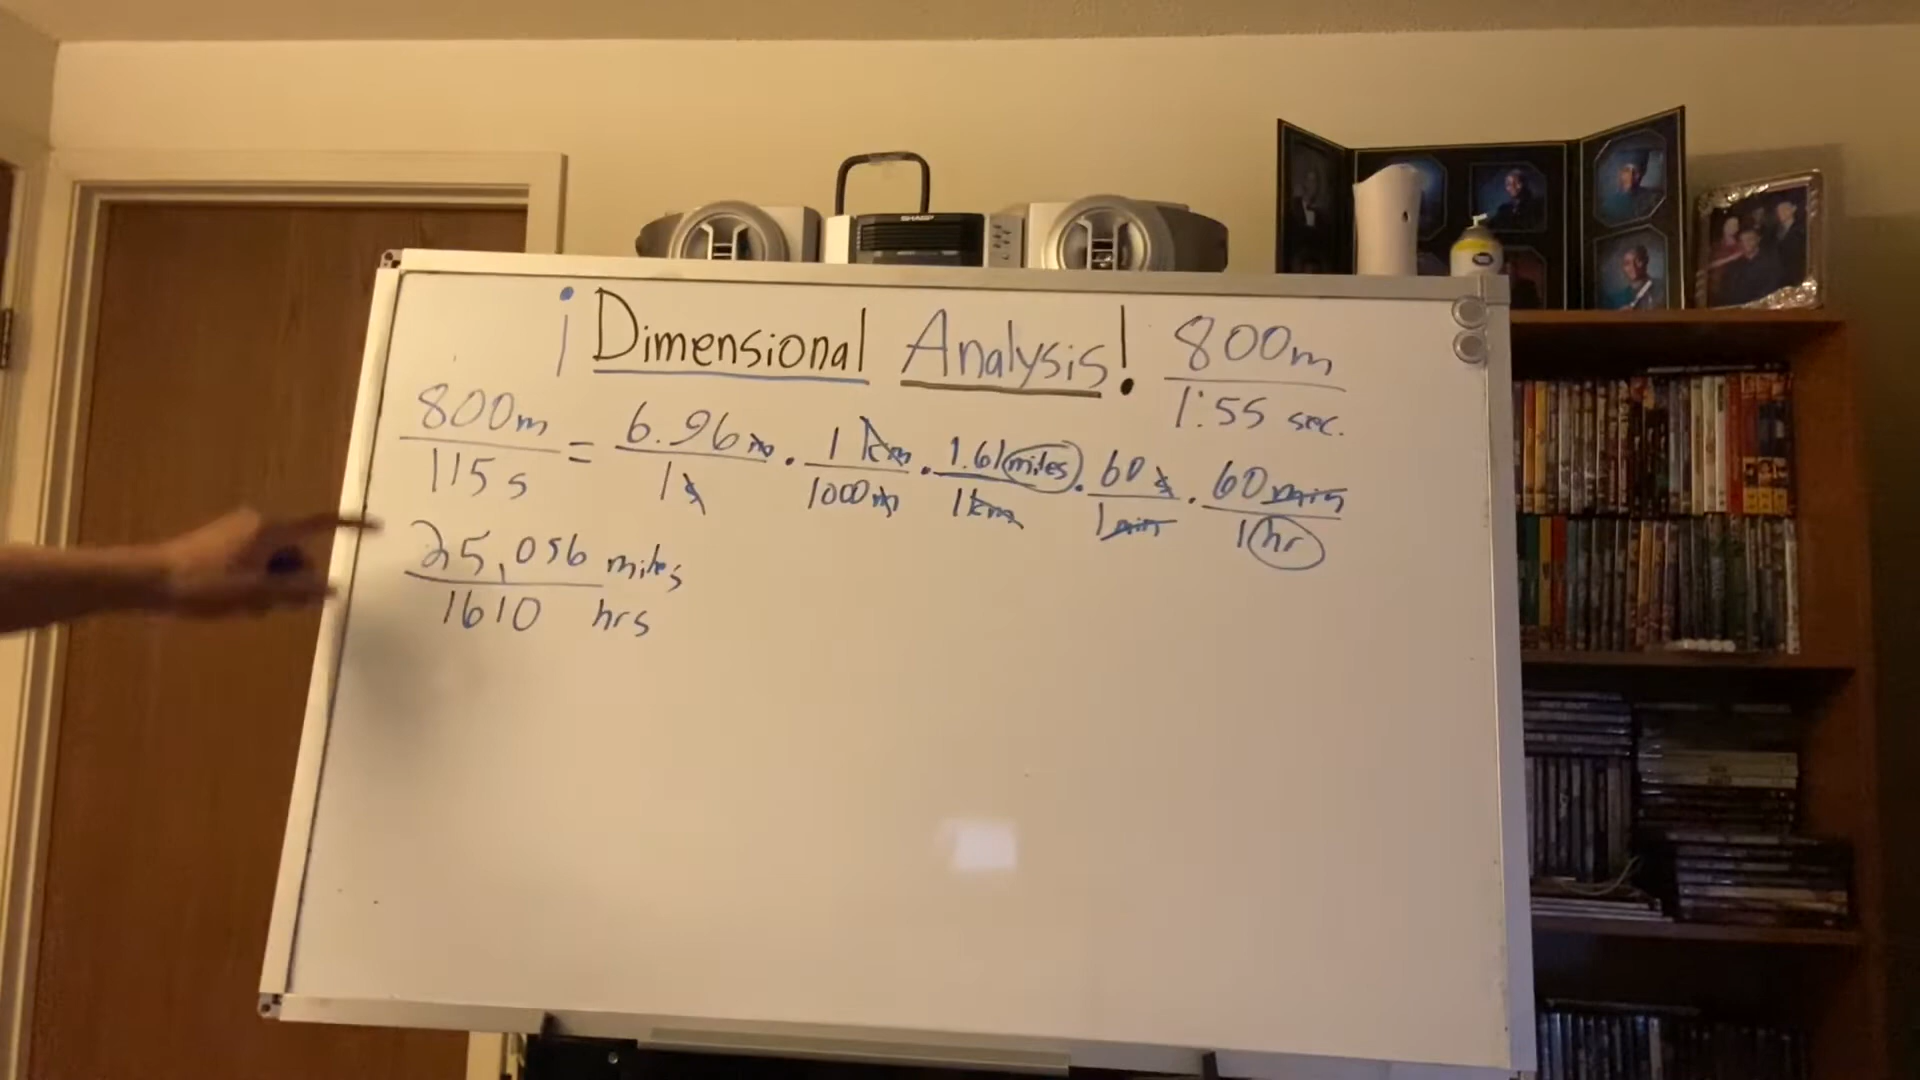 SHARP
¡Dimensional Analysis!
800m
1:55 sec.
800m / 115 s = 6.96 m / 1 s · 1 km / 1000 m · 1.61 miles / 1 km · 60 s / 1 min · 60 min / 1 hr
25,056 miles
1610 hrs